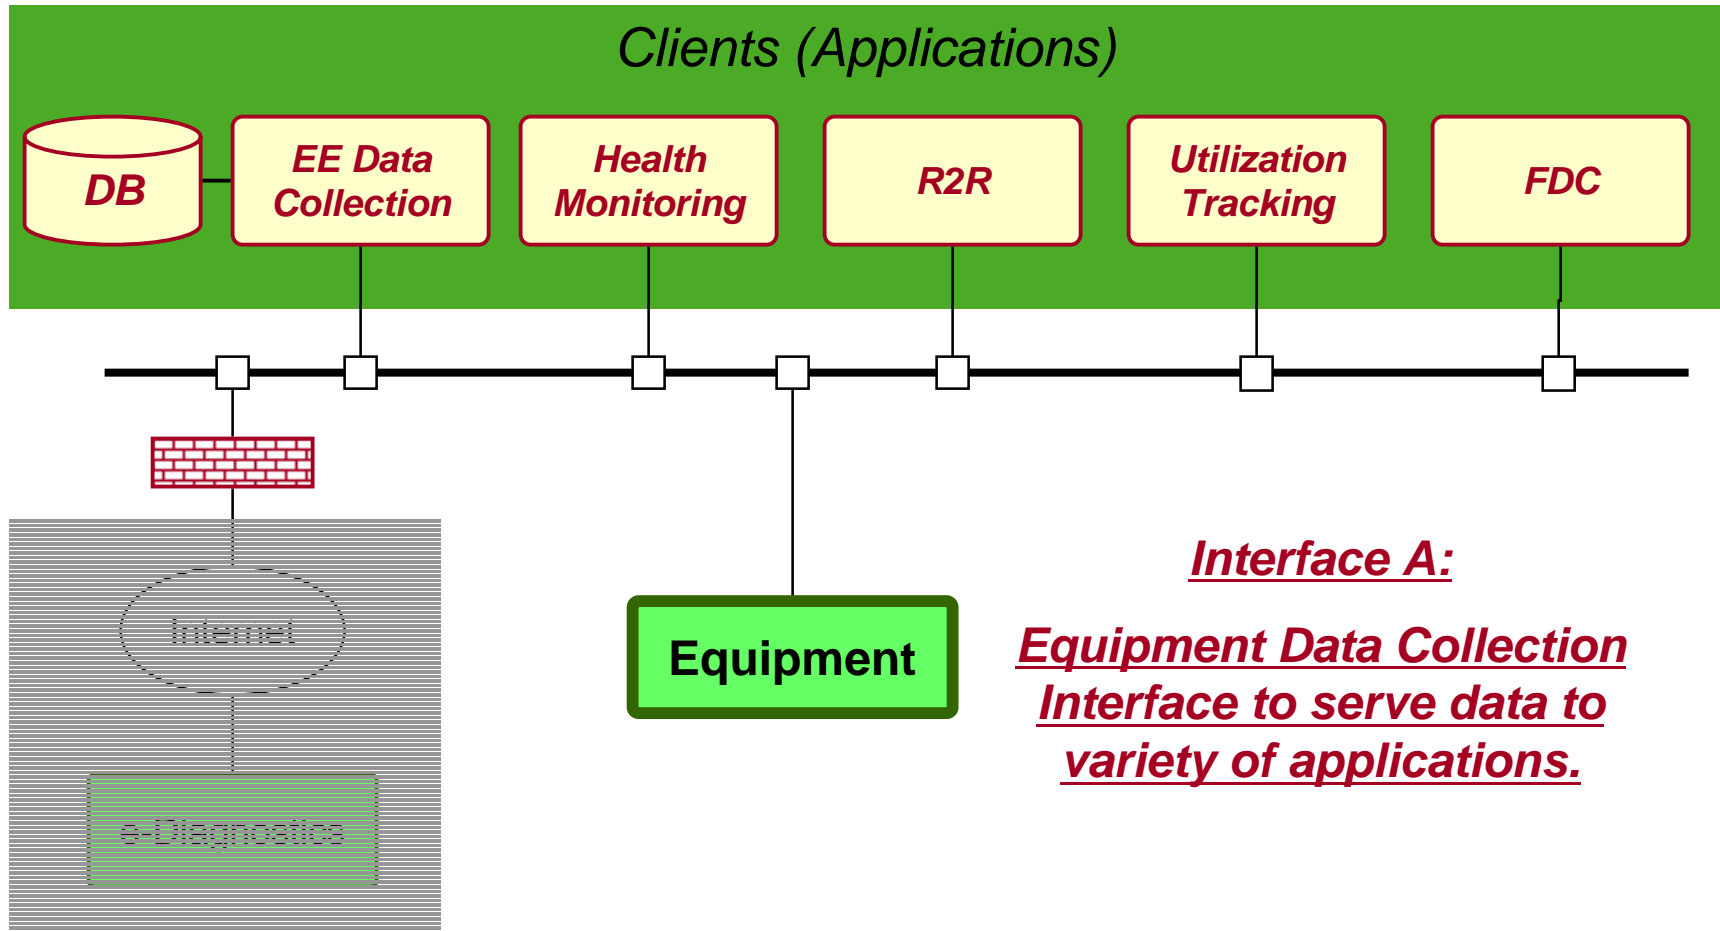 Clients (Applications)
DB
EE Data
Collection
Health
Monitoring
R2R
Utilization
Tracking
FDC
Internet
Equipment
e-Diagnostics
Interface A:
Equipment Data Collection
Interface to serve data to
variety of applications.